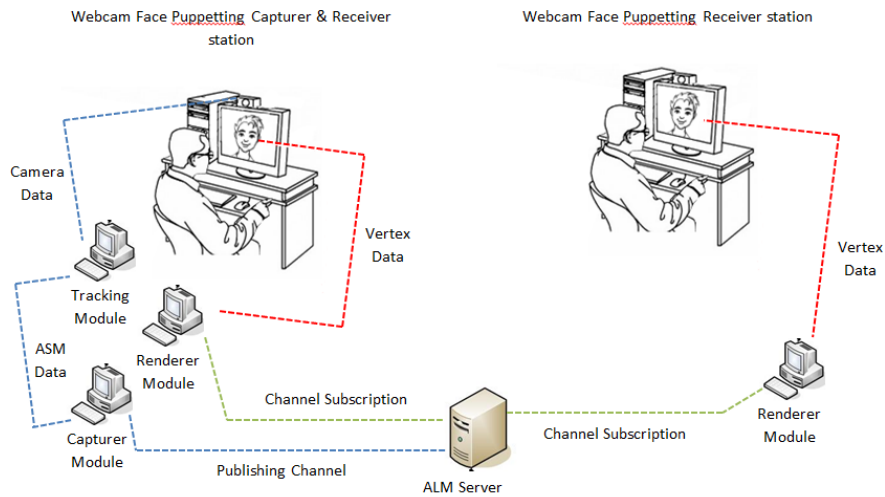 Webcam Face Puppetting Capturer & Receiver
station
Webcam Face Puppetting Receiver station
Camera
Data
Vertex
Data
Vertex
Data
Tracking
Module
ASM
Data
Renderer
Module
Channel Subscription
Renderer
Module
Capturer
Module
Channel Subscription
Publishing Channel
ALM Server